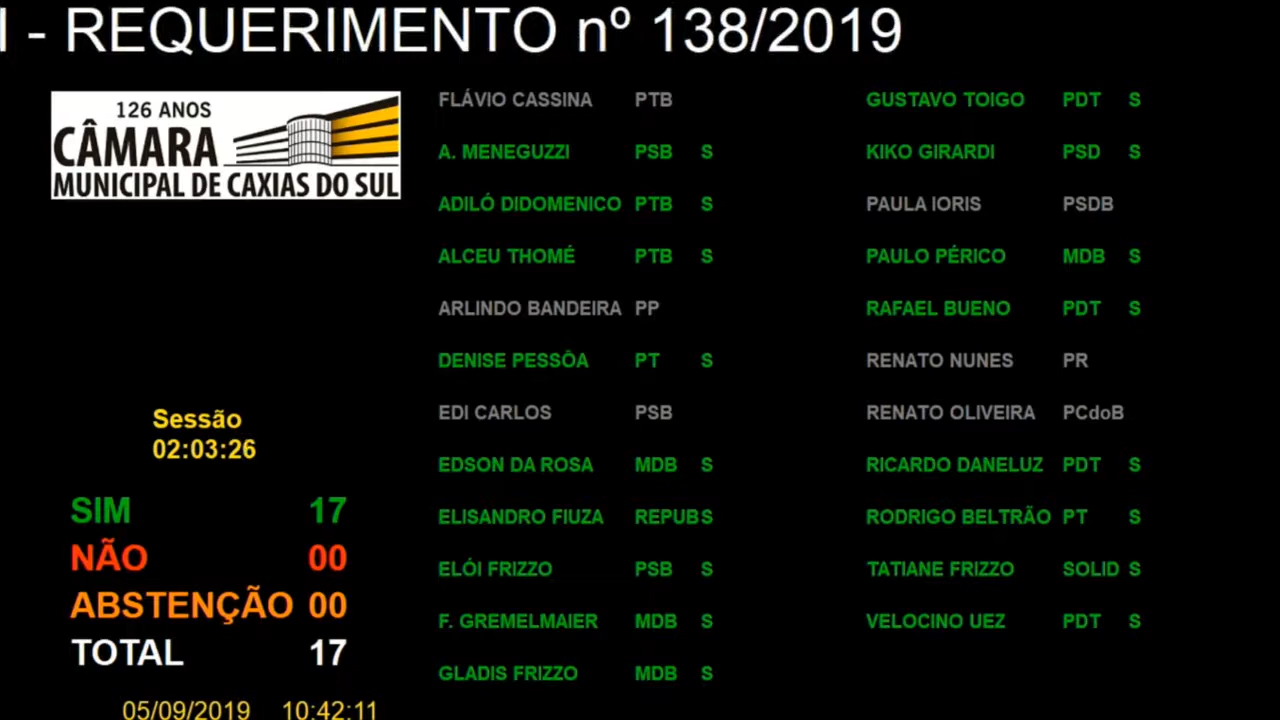 I - REQUERIMENTO nº 138/2019
126 ANOS
CÂMARA
MUNICIPAL DE CAXIAS DO SUL
Sessão
02:03:26
SIM 17
NÃO 00
ABSTENÇÃO 00
TOTAL 17
05/09/2019 10:42:11
FLÁVIO CASSINA PTB
A. MENEGUZZI PSB S
ADILÓ DIDOMENICO PTB S
ALCEU THOMÉ PTB S
ARLINDO BANDEIRA PP
DENISE PESSÔA PT S
EDI CARLOS PSB
EDSON DA ROSA MDB S
ELISANDRO FIUZA REPUB S
ELÓI FRIZZO PSB S
F. GREMELMAIER MDB S
GLADIS FRIZZO MDB S
GUSTAVO TOIGO PDT S
KIKO GIRARDI PSD S
PAULA IORIS PSDB
PAULO PÉRICO MDB S
RAFAEL BUENO PDT S
RENATO NUNES PR
RENATO OLIVEIRA PCdoB
RICARDO DANELUZ PDT S
RODRIGO BELTRÃO PT S
TATIANE FRIZZO SOLID S
VELOCINO UEZ PDT S